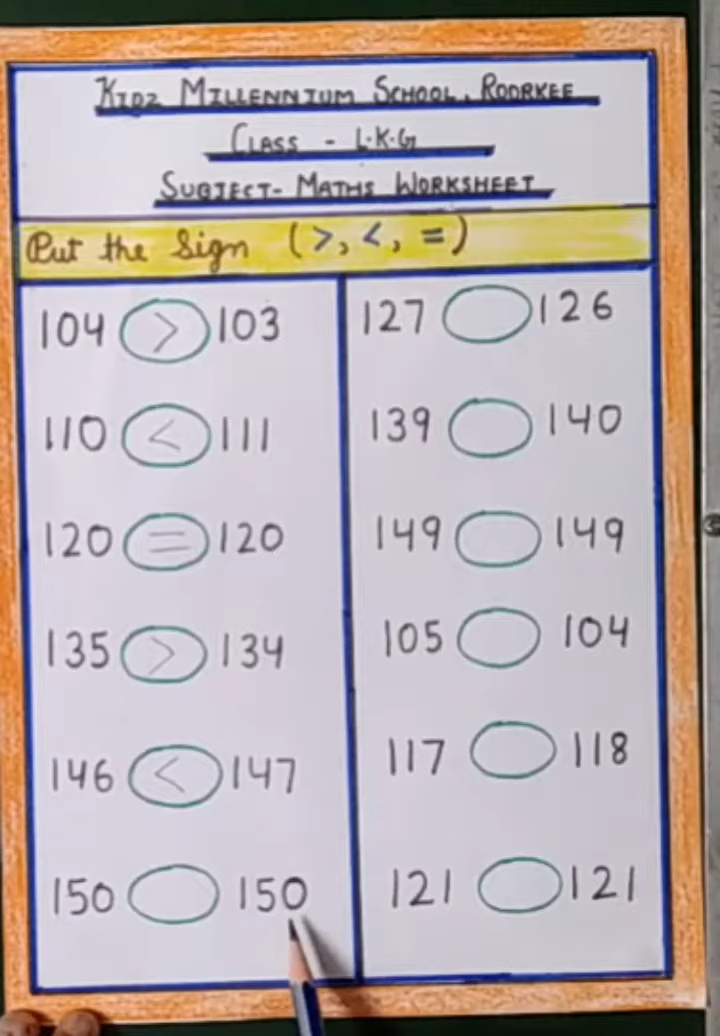 KIDZ MILLENNIUM SCHOOL, ROORKEE
CLASS - L.K.G
SUBJECT- MATHS WORKSHEET
Put the Sign (>, <, =)
104 > 103
110 < 111
120 = 120
135 > 134
146 < 147
150 150
127 126
139 140
149 149
105 104
117 118
121 121